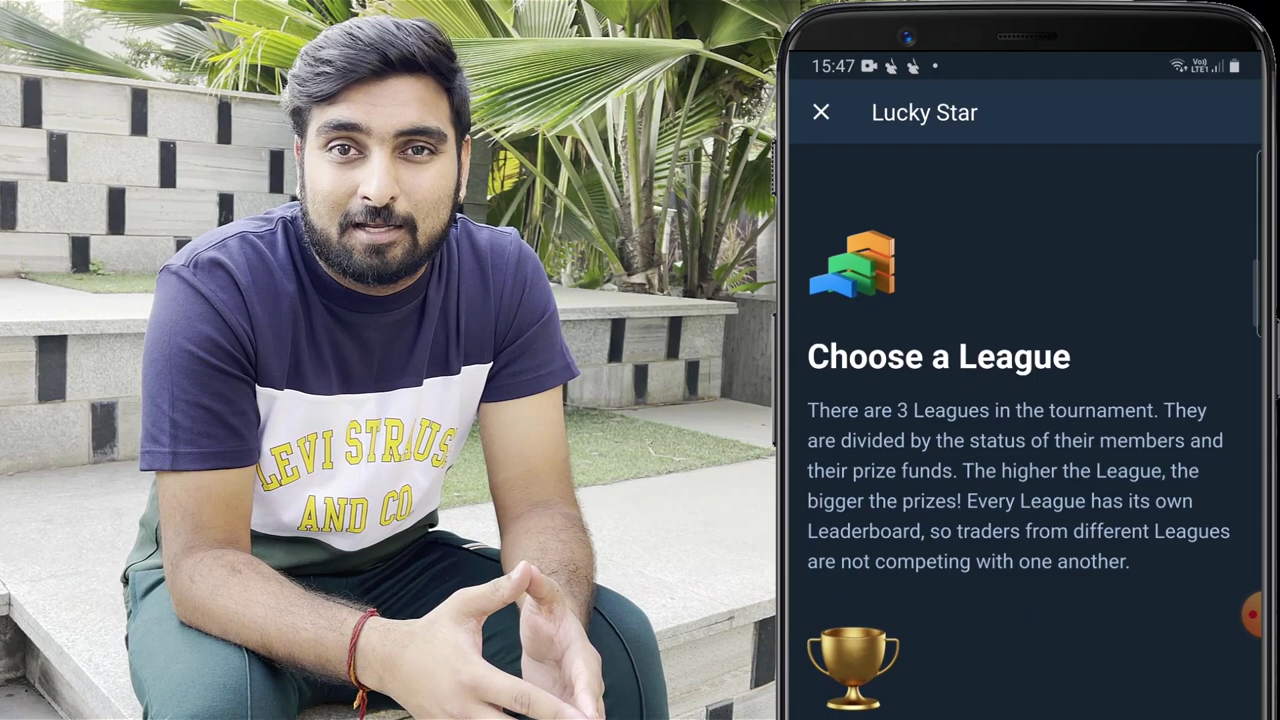 LEVI STRAUSS
AND CO
15:47
Vo))
LTE1
Lucky Star
Choose a League
There are 3 Leagues in the tournament. They
are divided by the status of their members and
their prize funds. The higher the League, the
bigger the prizes! Every League has its own
Leaderboard, so traders from different Leagues
are not competing with one another.